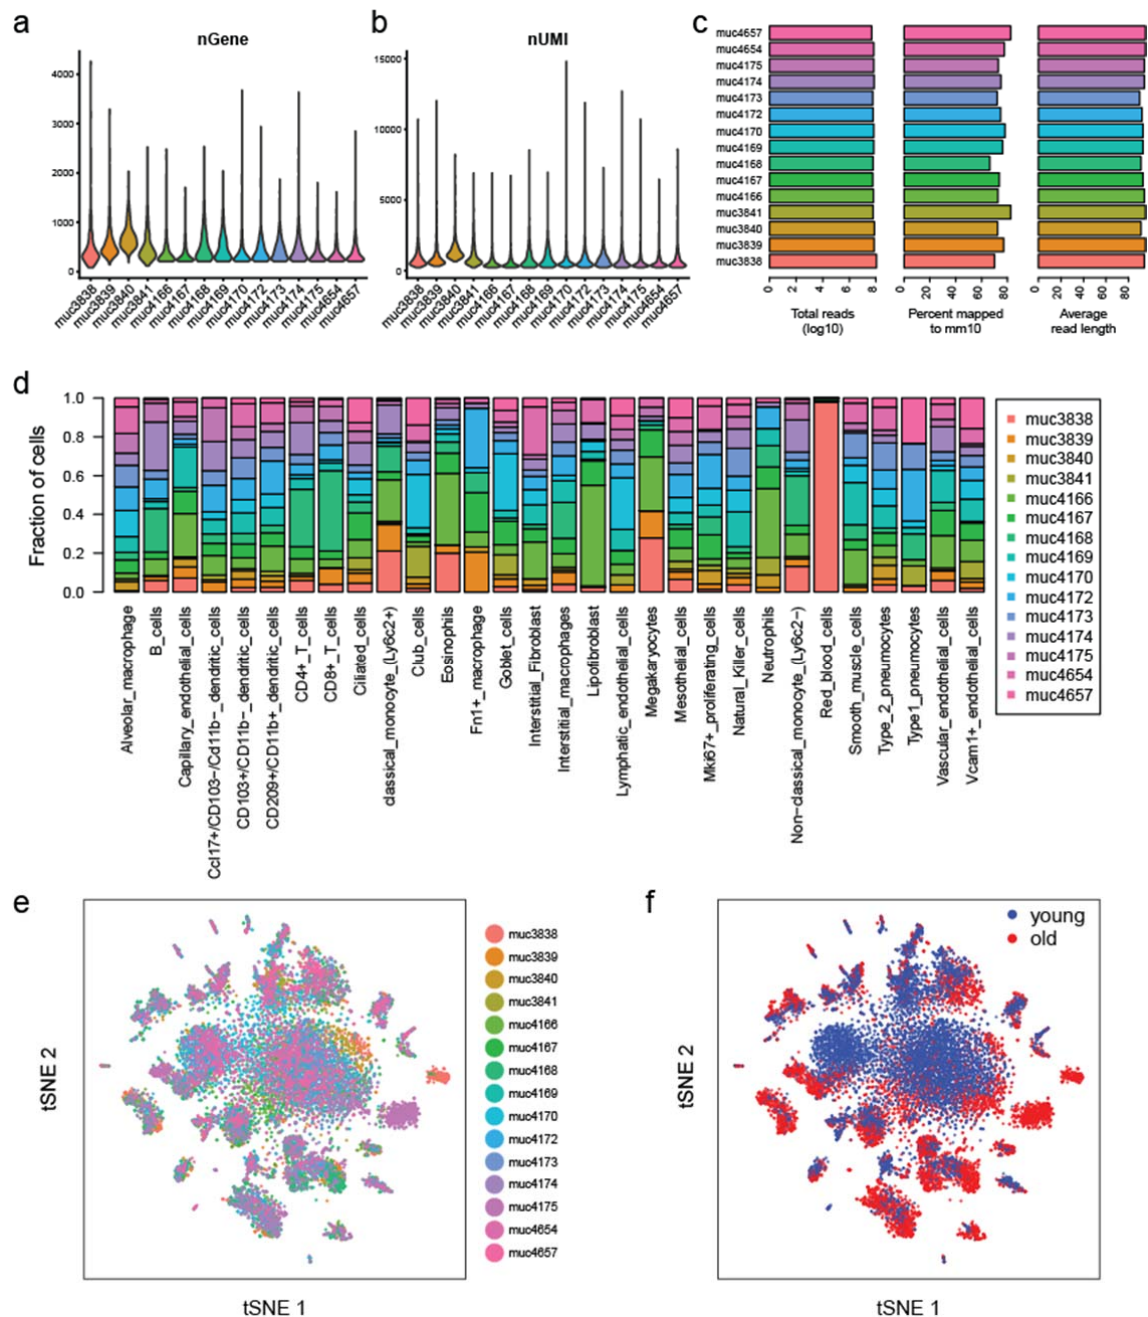 a
nGene
4000
3000
2000
1000
0
muc3838
muc3839
muc3840
muc3841
muc4166
muc4167
muc4168
muc4169
muc4170
muc4172
muc4173
muc4174
muc4175
muc4654
muc4657
b
nUMI
15000
10000
5000
0
muc3838
muc3839
muc3840
muc3841
muc4166
muc4167
muc4168
muc4169
muc4170
muc4172
muc4173
muc4174
muc4175
muc4654
muc4657
c
muc4657
muc4654
muc4175
muc4174
muc4173
muc4172
muc4170
muc4169
muc4168
muc4167
muc4166
muc3841
muc3840
muc3839
muc3838
0 2 4 6 8
Total reads
(log10)
0 20 40 60 80
Percent mapped
to mm10
0 20 40 60 80
Average
read length
d
Fraction of cells
1.0
0.8
0.6
0.4
0.2
0.0
Alveolar_macrophage
B_cells
Capillary_endothelial_cells
Ccl17+/CD103−/Cd11b−_dendritic_cells
CD103+/CD11b−_dendritic_cells
CD209+/CD11b+_dendritic_cells
CD4+_T_cells
CD8+_T_cells
Ciliated_cells
classical_monocyte_(Ly6c2+)
Club_cells
Eosinophils
Fn1+_macrophage
Goblet_cells
Interstitial_Fibroblast
Interstitial_macrophages
Lipofibroblast
Lymphatic_endothelial_cells
Megakaryocytes
Mesothelial_cells
Mki67+_proliferating_cells
Natural_Killer_cells
Neutrophils
Non−classical_monocyte_(Ly6c2−)
Red_blood_cells
Smooth_muscle_cells
Type_2_pneumocytes
Type1_pneumocytes
Vascular_endothelial_cells
Vcam1+_endothelial_cells
muc3838
muc3839
muc3840
muc3841
muc4166
muc4167
muc4168
muc4169
muc4170
muc4172
muc4173
muc4174
muc4175
muc4654
muc4657
e
tSNE 2
tSNE 1
muc3838
muc3839
muc3840
muc3841
muc4166
muc4167
muc4168
muc4169
muc4170
muc4172
muc4173
muc4174
muc4175
muc4654
muc4657
f
young
old
tSNE 2
tSNE 1